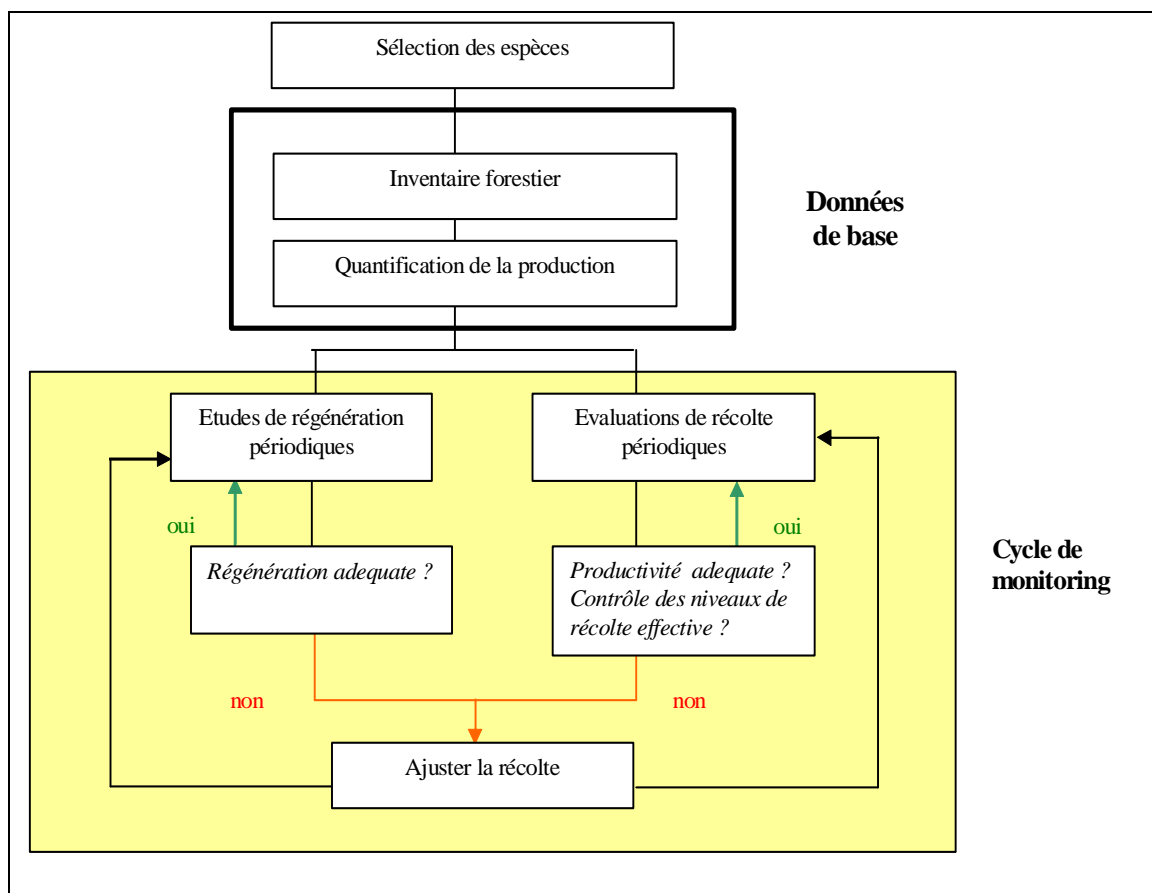 Sélection des espèces
Inventaire forestier
Données
de base
Quantification de la production
Etudes de régénération
périodiques
Evaluations de récolte
périodiques
oui
oui
Régénération adequate ?
Productivité adequate ?
Contrôle des niveaux de
récolte effective ?
Cycle de
monitoring
non
non
Ajuster la récolte